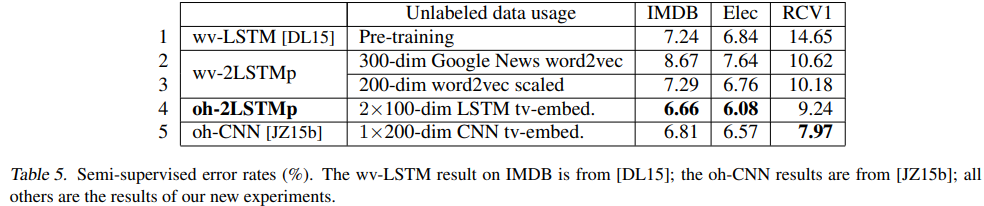 Unlabeled data usage IMDB Elec RCV1
1 wv-LSTM [DL15] Pre-training 7.24 6.84 14.65
2 wv-2LSTMp 300-dim Google News word2vec 8.67 7.64 10.62
3 200-dim word2vec scaled 7.29 6.76 10.18
4 oh-2LSTMp 2×100-dim LSTM tv-embed. 6.66 6.08 9.24
5 oh-CNN [JZ15b] 1×200-dim CNN tv-embed. 6.81 6.57 7.97
Table 5. Semi-supervised error rates (%). The wv-LSTM result on IMDB is from [DL15]; the oh-CNN results are from [JZ15b]; all
others are the results of our new experiments.